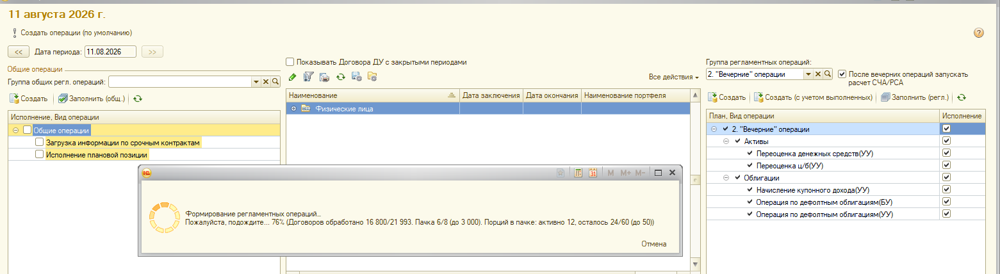 11 августа 2026 г.
Создать операции (по умолчанию)
?
<< Дата периода: 11.08.2026 >>
Общие операции
Группа общих регл. операций:
Создать Заполнить (общ.)
Исполнение, Вид операции
Общие операции
Загрузка информации по срочным контрактам
Исполнение плановой позиции
Показывать Договора ДУ с закрытыми периодами
Все действия
Наименование Дата заключения Дата окончания Наименование портфеля
Физические лица
Группа регламентных операций:
2. "Вечерние" операции
После вечерних операций запускать
расчет СЧА/РСА
Создать Создать (с учетом выполненных) Заполнить (регл.)
План, Вид операции Исполнение
2. "Вечерние" операции
Активы
Переоценка денежных средств(УУ)
Переоценка ц/б(УУ)
Облигации
Начисление купонного дохода(УУ)
Операция по дефолтным облигациям(БУ)
Операция по дефолтным облигациям(УУ)
1С 31 M M+ M-
Формирование регламентных операций...
Пожалуйста, подождите... 76% (Договоров обработано 16 800/21 993. Пачка 6/8 (до 3 000). Порций в пачке: активно 12, осталось 24/60 (до 50))
Отмена